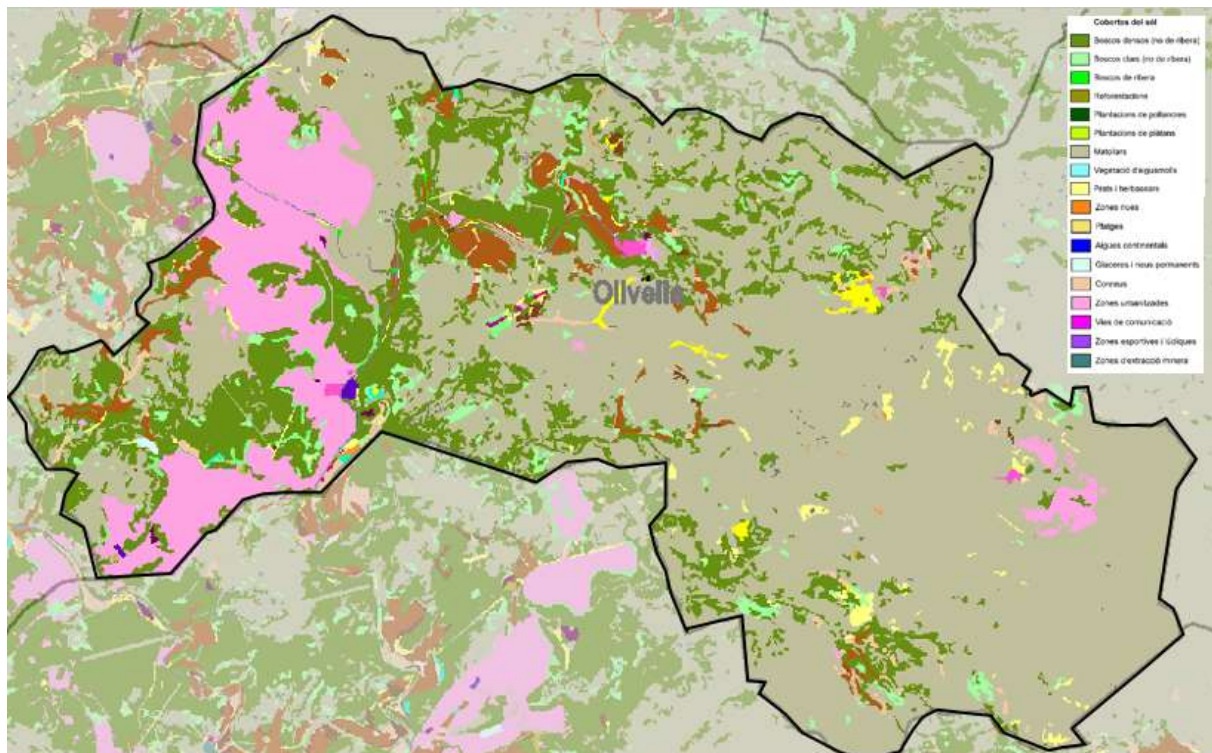 Cobertes del sòl
Boscos densos (no de ribera)
Boscos clars (no de ribera)
Boscos de ribera
Reforestacions
Plantacions de pollancres
Plantacions de plàtans
Matollars
Vegetació d'aiguamolls
Prats i herbassars
Zones nues
Platges
Aigües continentals
Glaceres i neus permanents
Conreus
Zones urbanitzades
Vies de comunicació
Zones esportives i lúdiques
Zones d'extracció minera
Olivella